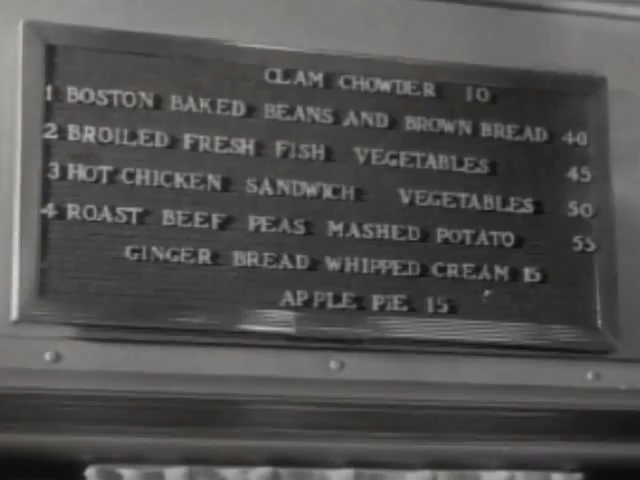 CLAM CHOWDER 10
1 BOSTON BAKED BEANS AND BROWN BREAD 40
2 BROILED FRESH FISH VEGETABLES 45
3 HOT CHICKEN SANDWICH VEGETABLES 50
4 ROAST BEEF PEAS MASHED POTATO 55
GINGER BREAD WHIPPED CREAM 15
APPLE PIE 15